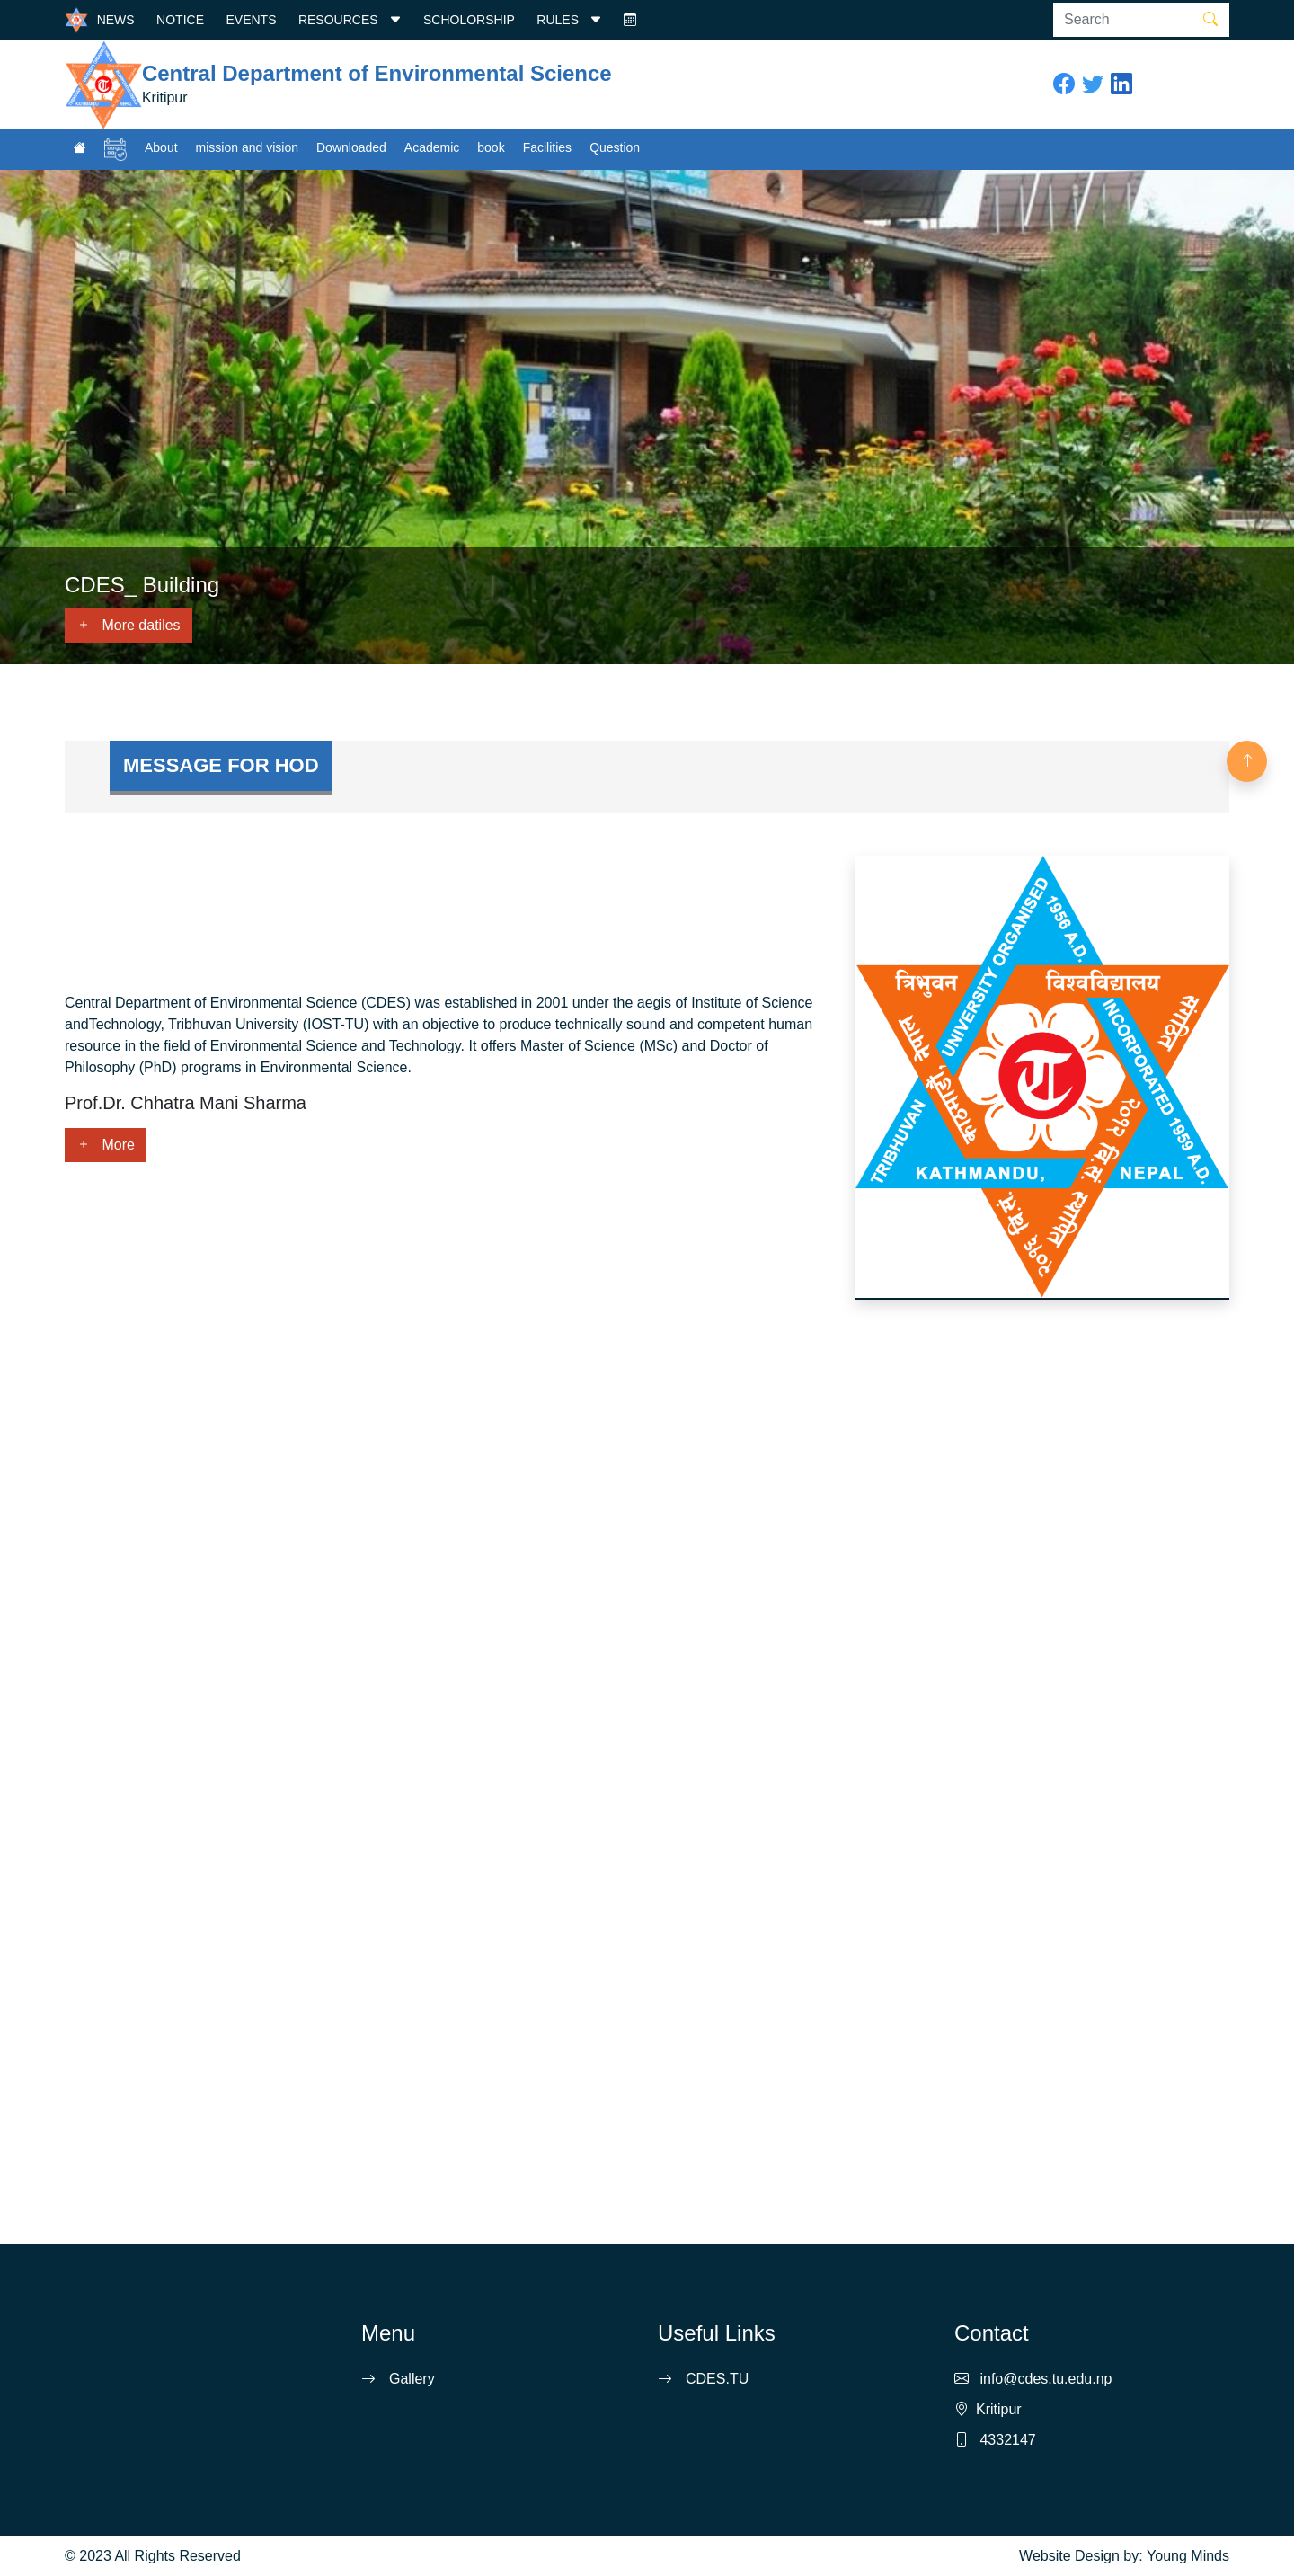 NEWS NOTICE EVENTS RESOURCES SCHOLORSHIP RULES Search
Central Department of Environmental Science
Kritipur
About mission and vision Downloaded Academic book Facilities Question
CDES_ Building
+ More datiles
MESSAGE FOR HOD
Central Department of Environmental Science (CDES) was established in 2001 under the aegis of Institute of Science
andTechnology, Tribhuvan University (IOST-TU) with an objective to produce technically sound and competent human
resource in the field of Environmental Science and Technology. It offers Master of Science (MSc) and Doctor of
Philosophy (PhD) programs in Environmental Science.
Prof.Dr. Chhatra Mani Sharma
+ More
TRIBHUVAN UNIVERSITY ORGANISED 1956 A.D.
INCORPORATED 1959 A.D.
त्रिभुवन विश्वविद्यालय
संगठित २०१२ वि.सं.
स्थापित २०१६ वि.सं.
काठमाडौं, नेपाल
KATHMANDU, NEPAL
Menu
Gallery
Useful Links
CDES.TU
Contact
info@cdes.tu.edu.np
Kritipur
4332147
© 2023 All Rights Reserved
Website Design by: Young Minds